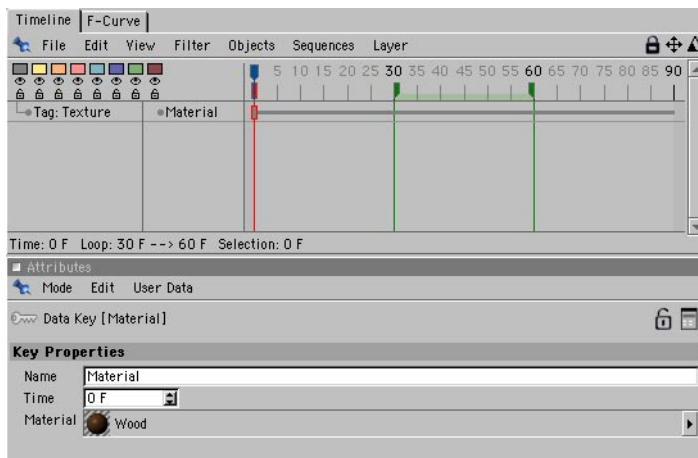 Timeline F-Curve
File Edit View Filter Objects Sequences Layer
5 10 15 20 25 30 35 40 45 50 55 60 65 70 75 80 85 90
Tag: Texture Material
Time: 0 F Loop: 30 F --> 60 F Selection: 0 F
Attributes
Mode Edit User Data
Data Key [Material]
Key Properties
Name Material
Time 0 F
Material Wood